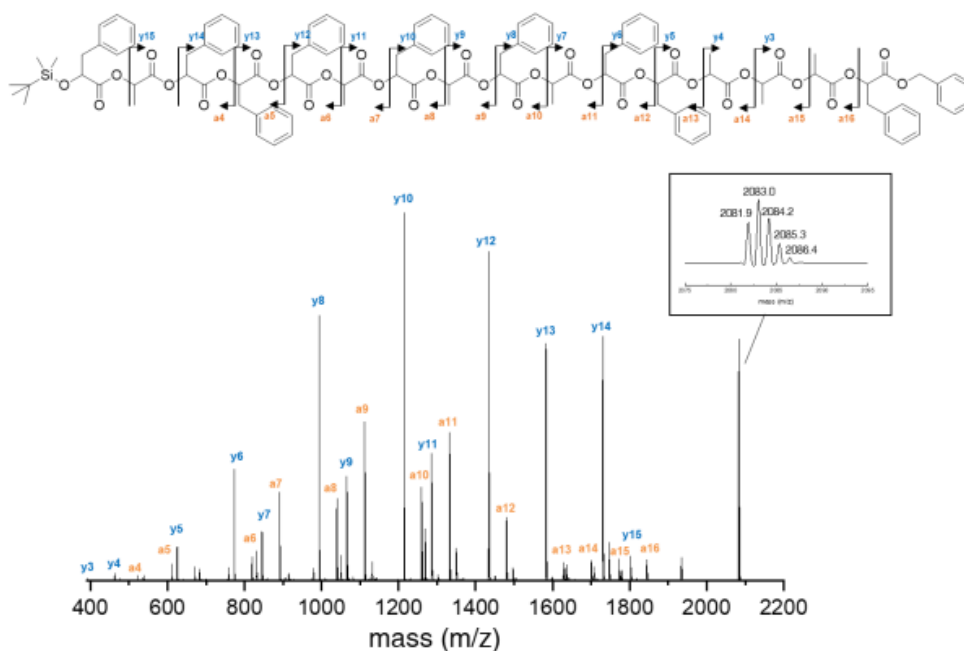 y15 y14 y13 y12 y11 y10 y9 y8 y7 y6 y5 y4 y3
O O O O O O O O O O O O O O O O
Si
O O O O O O O O O O O O O O O O O
O O O O O O O O O O O O O O O O
a4 a5 a6 a7 a8 a9 a10 a11 a12 a13 a14 a15 a16
2083.0
2081.9 2084.2
2085.3
2086.4
mass (m/z)
y10
y12
y8
y13 y14
a9
a11
y6
y11
y9
a7
a10
a8
y5
y7
a12
a6
a5
y15
a13 a14 a15 a16
y3 y4 a4
400 600 800 1000 1200 1400 1600 1800 2000 2200
mass (m/z)